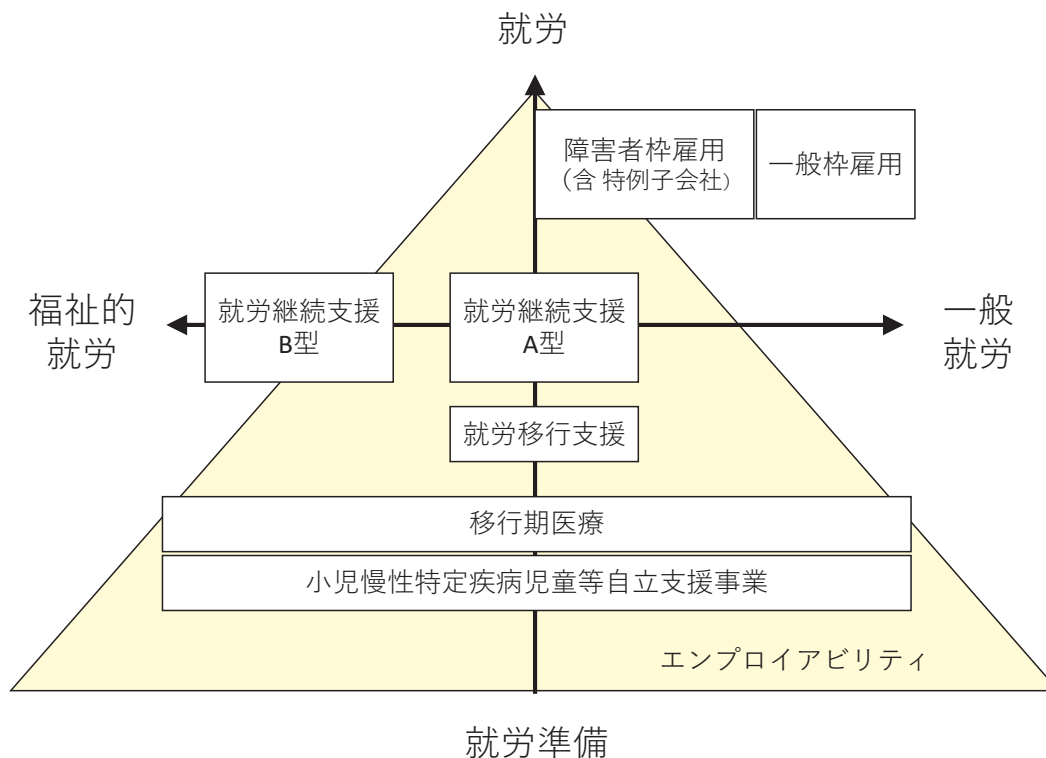 就労
障害者枠雇用
（含 特例子会社）
一般枠雇用
福祉的
就労
就労継続支援
B型
就労継続支援
A型
一般
就労
就労移行支援
移行期医療
小児慢性特定疾病児童等自立支援事業
エンプロイアビリティ
就労準備